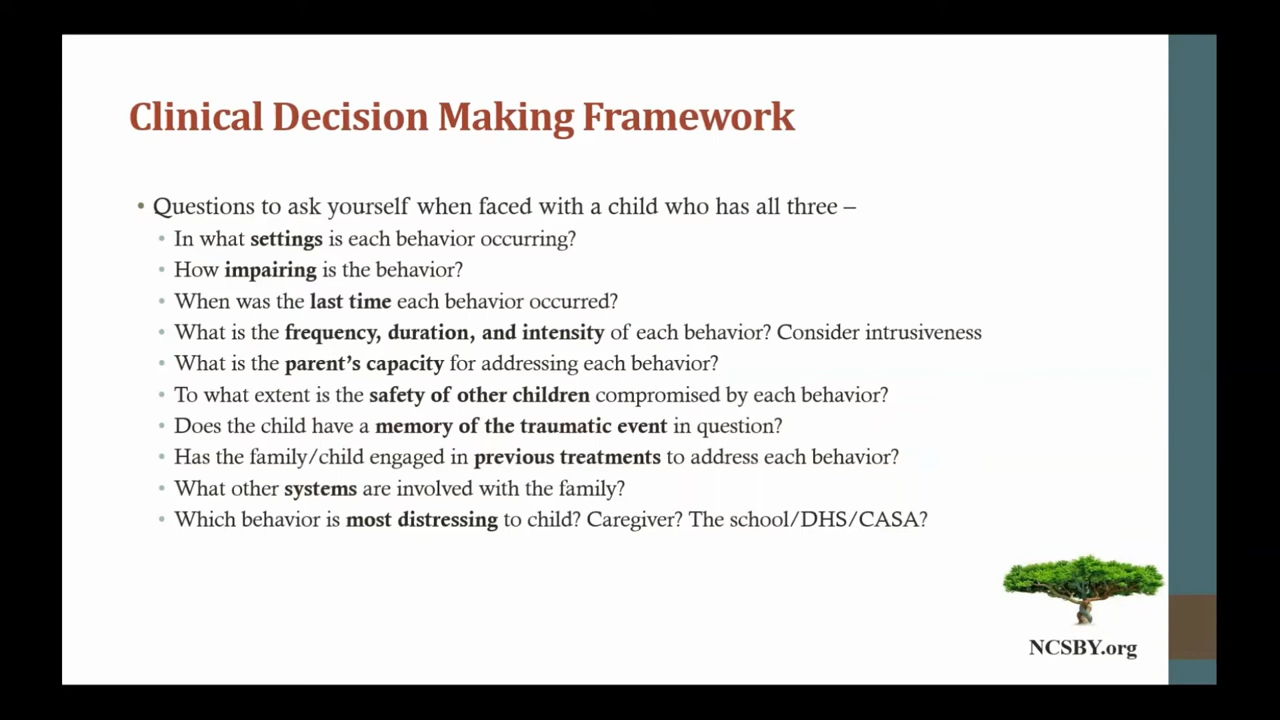 Clinical Decision Making Framework
• Questions to ask yourself when faced with a child who has all three –
• In what settings is each behavior occurring?
• How impairing is the behavior?
• When was the last time each behavior occurred?
• What is the frequency, duration, and intensity of each behavior? Consider intrusiveness
• What is the parent's capacity for addressing each behavior?
• To what extent is the safety of other children compromised by each behavior?
• Does the child have a memory of the traumatic event in question?
• Has the family/child engaged in previous treatments to address each behavior?
• What other systems are involved with the family?
• Which behavior is most distressing to child? Caregiver? The school/DHS/CASA?
NCSBY.org